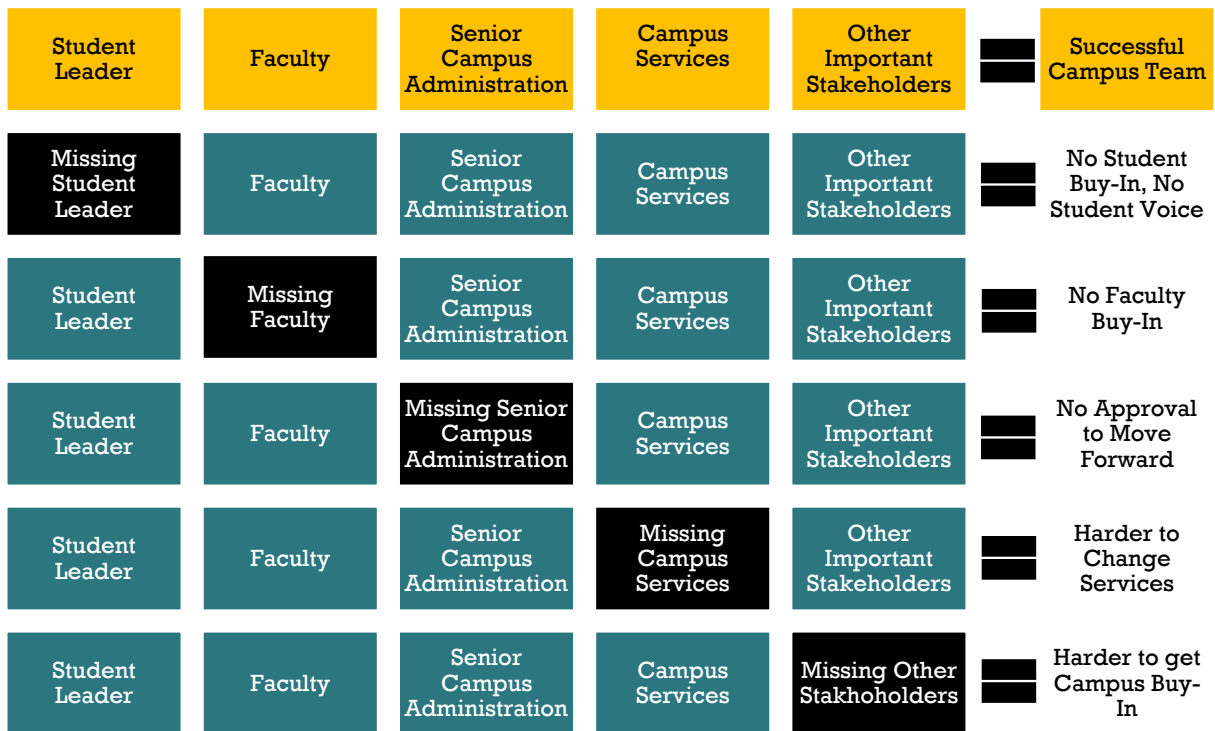 Student
Leader
Faculty
Senior
Campus
Administration
Campus
Services
Other
Important
Stakeholders
Successful
Campus Team
Missing
Student
Leader
Faculty
Senior
Campus
Administration
Campus
Services
Other
Important
Stakeholders
No Student
Buy-In, No
Student Voice
Student
Leader
Missing
Faculty
Senior
Campus
Administration
Campus
Services
Other
Important
Stakeholders
No Faculty
Buy-In
Student
Leader
Faculty
Missing Senior
Campus
Administration
Campus
Services
Other
Important
Stakeholders
No Approval
to Move
Forward
Student
Leader
Faculty
Senior
Campus
Administration
Missing
Campus
Services
Other
Important
Stakeholders
Harder to
Change
Services
Student
Leader
Faculty
Senior
Campus
Administration
Campus
Services
Missing Other
Stakhoholders
Harder to get
Campus Buy-
In